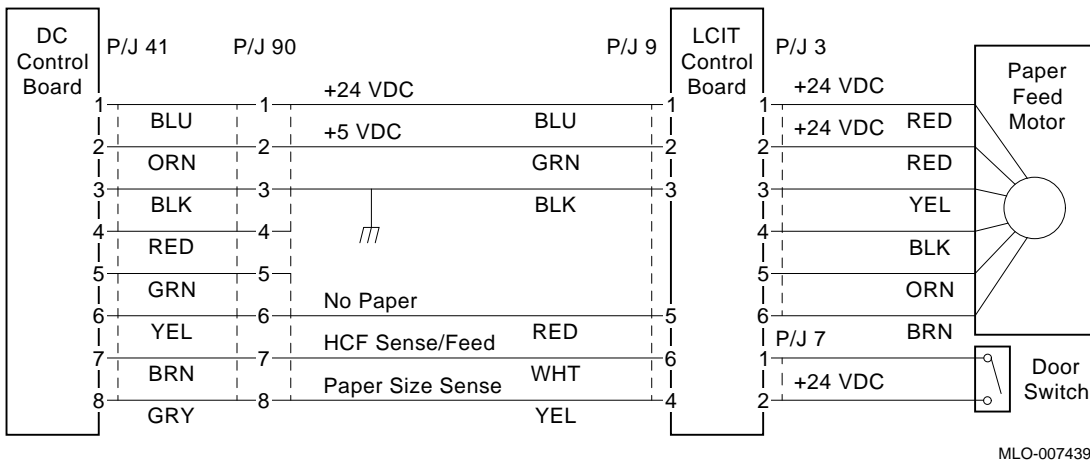 DC
Control
Board
P/J 41
P/J 90
P/J 9
LCIT
Control
Board
P/J 3
Paper
Feed
Motor
1 1 +24 VDC 1 1 +24 VDC
BLU BLU RED
2 2 +5 VDC 2 2 +24 VDC
ORN GRN RED
3 3 3 3
BLK BLK YEL
4 4 4
RED BLK
5 5 5
GRN ORN
6 6 No Paper 5 6
YEL RED BRN
P/J 7
7 7 HCF Sense/Feed 6 1
BRN WHT
8 8 Paper Size Sense 4 2 +24 VDC
GRY YEL
Door
Switch
MLO-007439